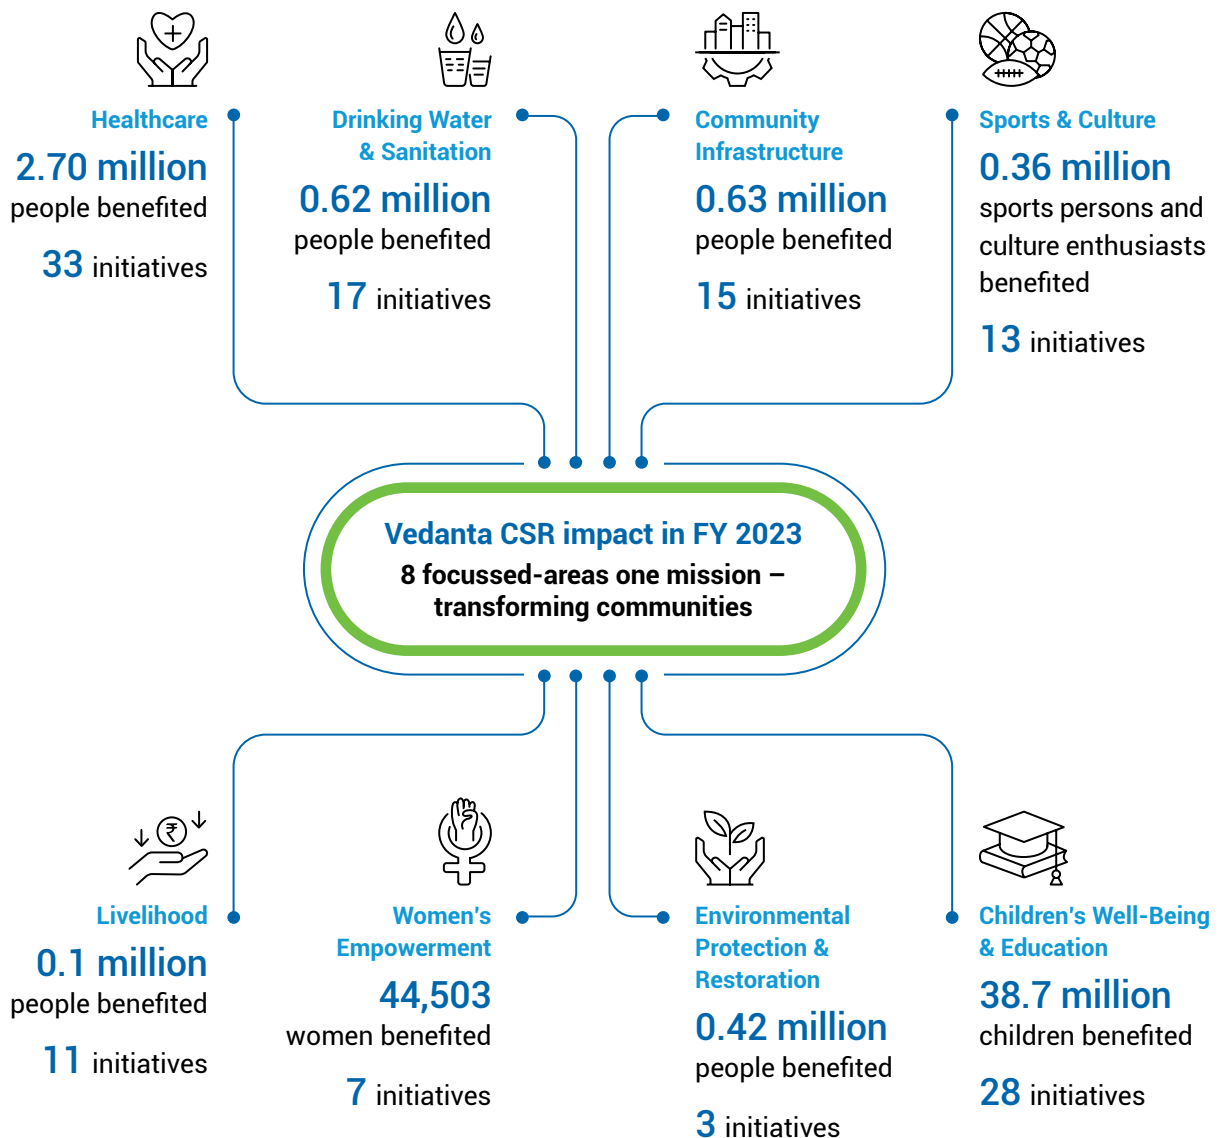 Healthcare
2.70 million
people benefited
33 initiatives
Drinking Water
& Sanitation
0.62 million
people benefited
17 initiatives
Community
Infrastructure
0.63 million
people benefited
15 initiatives
Sports & Culture
0.36 million
sports persons and
culture enthusiasts
benefited
13 initiatives
Vedanta CSR impact in FY 2023
8 focussed-areas one mission –
transforming communities
₹
Livelihood
0.1 million
people benefited
11 initiatives
Women's
Empowerment
44,503
women benefited
7 initiatives
Environmental
Protection &
Restoration
0.42 million
people benefited
3 initiatives
Children's Well-Being
& Education
38.7 million
children benefited
28 initiatives